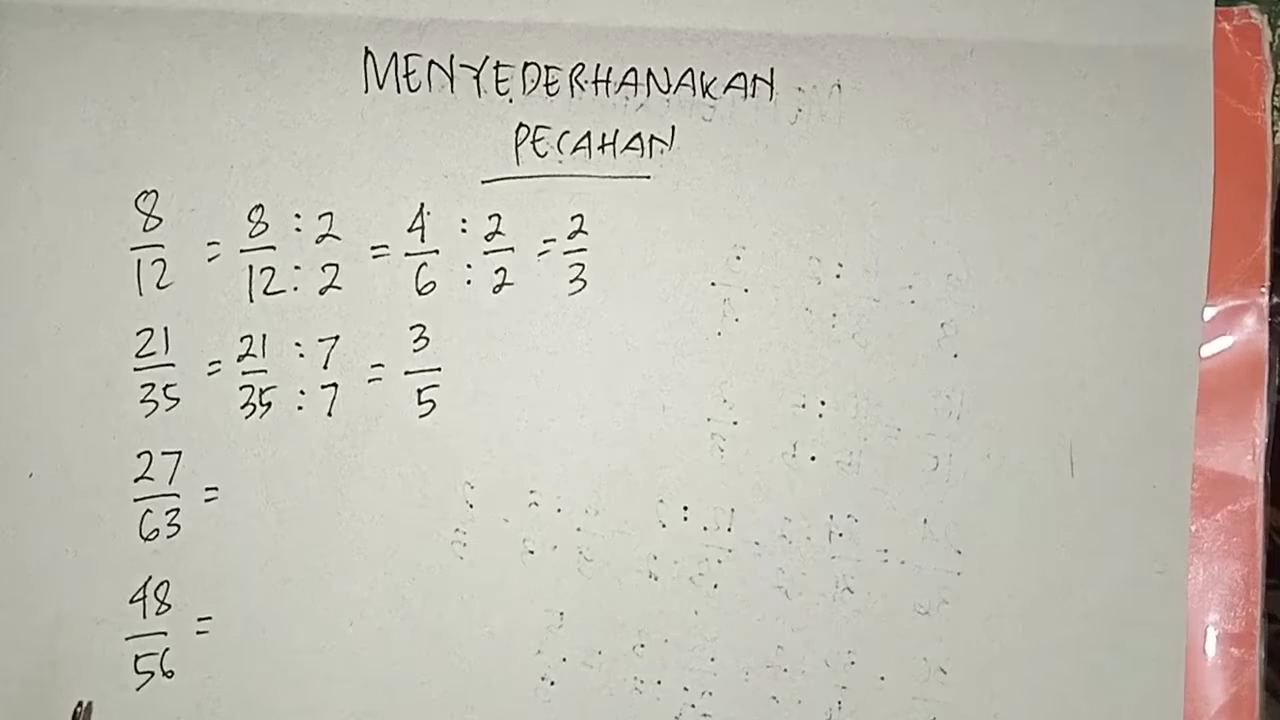 MENYEDERHANAKAN
PECAHAN
8/12 = 8 : 2/12 : 2 = 4/6 : 2/: 2 = 2/3
21/35 = 21 : 7/35 : 7 = 3/5
27/63 =
48/56 =